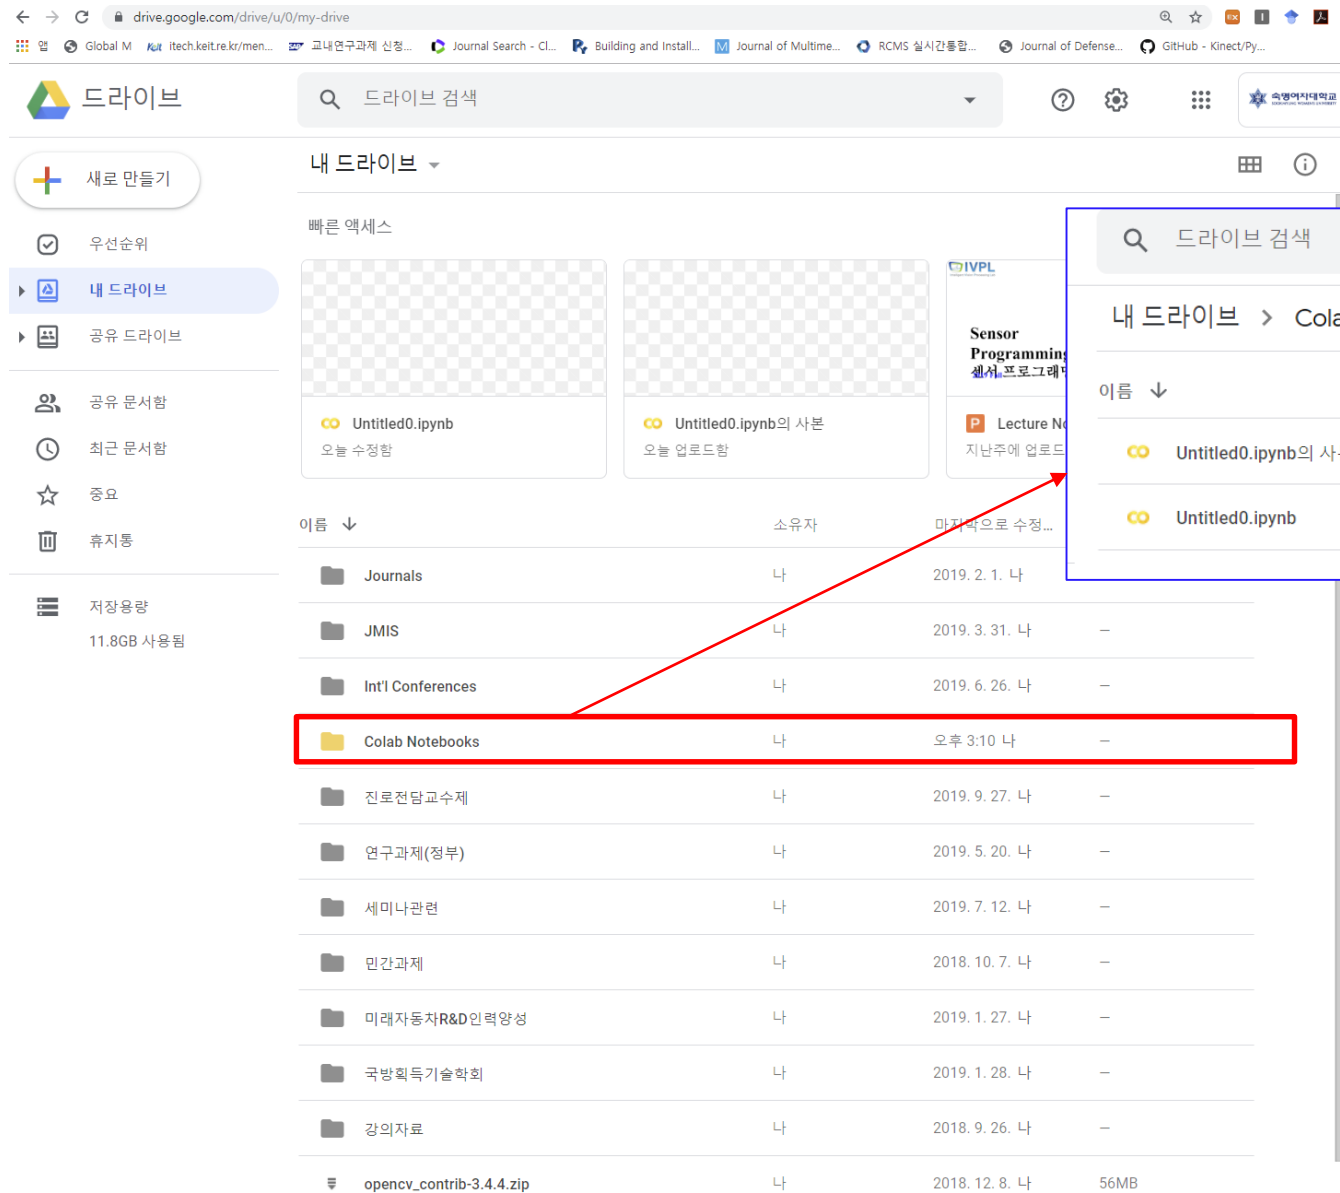 drive.google.com/drive/u/0/my-drive
앱 Global M itech.keit.re.kr/men... 교내연구과제 신청... Journal Search - Cl... Building and Install... Journal of Multime... RCMS 실시간통합... Journal of Defense... GitHub - Kinect/Py...
드라이브
드라이브 검색
숙명여자대학교
새로 만들기
우선순위
내 드라이브
공유 드라이브
공유 문서함
최근 문서함
중요
휴지통
저장용량
11.8GB 사용됨
내 드라이브
빠른 액세스
Untitled0.ipynb
오늘 수정함
Untitled0.ipynb의 사본
오늘 업로드함
IVPL
Sensor
Programming
센서 프로그래밍
Lecture No
지난주에 업로드
이름 소유자 마지막으로 수정...
Journals 나 2019. 2. 1. 나
JMIS 나 2019. 3. 31. 나 —
Int'l Conferences 나 2019. 6. 26. 나 —
Colab Notebooks 나 오후 3:10 나 —
진로전담교수제 나 2019. 9. 27. 나 —
연구과제(정부) 나 2019. 5. 20. 나 —
세미나관련 나 2019. 7. 12. 나 —
민간과제 나 2018. 10. 7. 나 —
미래자동차R&D인력양성 나 2019. 1. 27. 나 —
국방획득기술학회 나 2019. 1. 28. 나 —
강의자료 나 2018. 9. 26. 나 —
opencv_contrib-3.4.4.zip 나 2018. 12. 8. 나 56MB
드라이브 검색
내 드라이브 > Cola
이름
Untitled0.ipynb의 사
Untitled0.ipynb